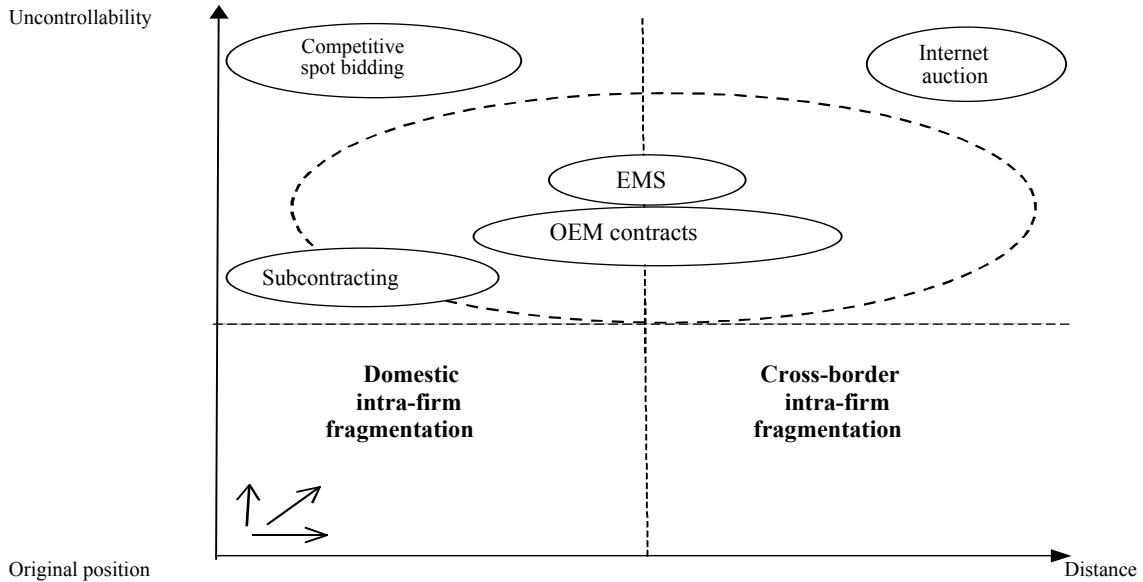 Uncontrollability
Competitive
spot bidding
Internet
auction
EMS
OEM contracts
Subcontracting
Domestic
intra-firm
fragmentation
Cross-border
intra-firm
fragmentation
Original position
Distance